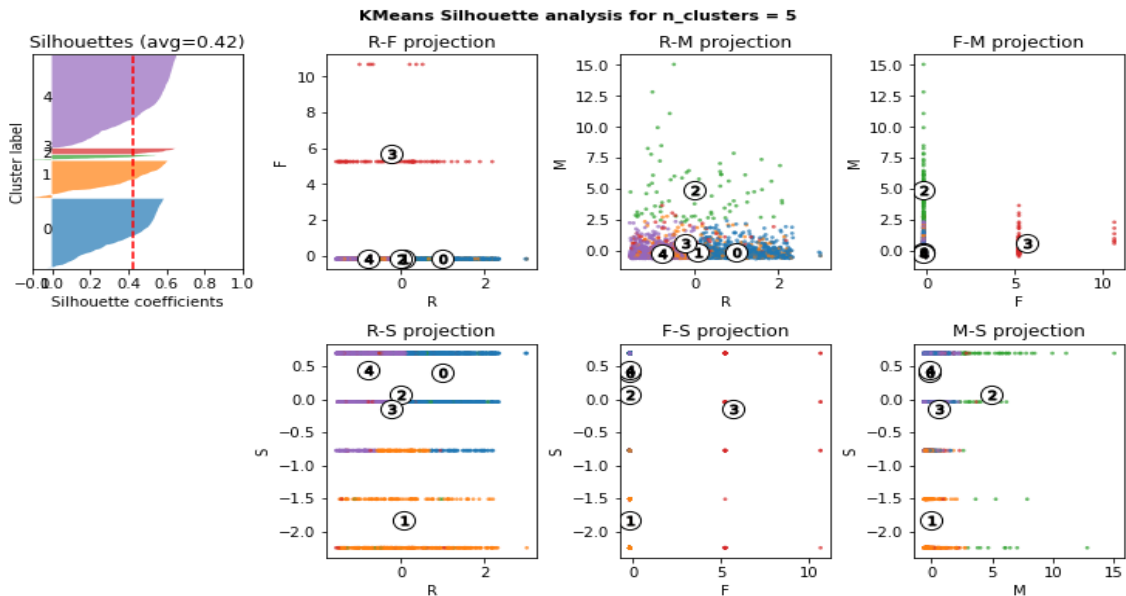 KMeans Silhouette analysis for n_clusters = 5
Silhouettes (avg=0.42)
Cluster label
4
3
2
1
0
−0.1 0.0 0.2 0.4 0.6 0.8 1.0
Silhouette coefficients
R-F projection
F
10
8
6
4
2
0
3
4 2 1 0
0 2
R
R-M projection
M
15.0
12.5
10.0
7.5
5.0
2.5
0.0
2
3
4 1 0
0 2
R
F-M projection
M
15.0
12.5
10.0
7.5
5.0
2.5
0.0
2
3
0 5 10
F
R-S projection
S
0.5
0.0
−0.5
−1.0
−1.5
−2.0
4 0
2
3
1
0 2
R
F-S projection
S
0.5
0.0
−0.5
−1.0
−1.5
−2.0
4
2
3
1
0 5 10
F
M-S projection
S
0.5
0.0
−0.5
−1.0
−1.5
−2.0
4
2
3
1
0 5 10 15
M